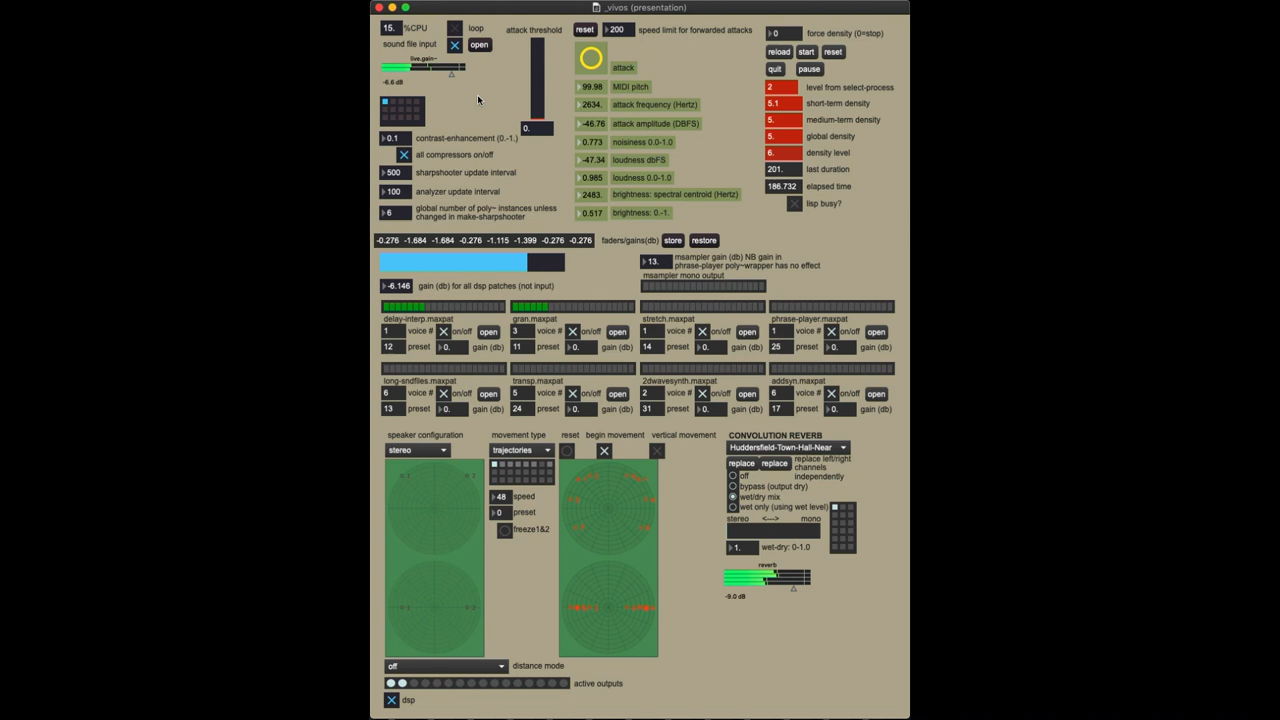 _vivos (presentation)
15. %CPU
loop
sound file input
open
live.gain~
-6.6 dB
0.1 contrast-enhancement (0.-1.)
all compressors on/off
500 sharpshooter update interval
100 analyzer update interval
6 global number of poly~ instances unless
changed in make-sharpshooter
attack threshold
0.
reset 200 speed limit for forwarded attacks
attack
99.98 MIDI pitch
2634. attack frequency (Hertz)
-46.76 attack amplitude (DBFS)
0.773 noisiness 0.0-1.0
-47.34 loudness dbFS
0.985 loudness 0.0-1.0
2483. brightness: spectral centroid (Hertz)
0.517 brightness: 0.-1.
0 force density (0=stop)
reload start reset
quit pause
2 level from select-process
5.1 short-term density
5. medium-term density
5. global density
6. density level
201. last duration
186.732 elapsed time
lisp busy?
-0.276 -1.684 -1.684 -0.276 -1.115 -1.399 -0.276 -0.276 faders/gains(db) store restore
13. msampler gain (db) NB gain in
phrase-player poly~wrapper has no effect
msampler mono output
-6.146 gain (db) for all dsp patches (not input)
delay-interp.maxpat
1 voice # on/off open
12 preset 0. gain (db)
gran.maxpat
3 voice # on/off open
11 preset 0. gain (db)
stretch.maxpat
1 voice # on/off open
14 preset 0. gain (db)
phrase-player.maxpat
1 voice # on/off open
25 preset 0. gain (db)
long-sndfiles.maxpat
6 voice # on/off open
13 preset 0. gain (db)
transp.maxpat
5 voice # on/off open
24 preset 0. gain (db)
2dwavesynth.maxpat
2 voice # on/off open
31 preset 0. gain (db)
addsyn.maxpat
6 voice # on/off open
17 preset 0. gain (db)
speaker configuration
stereo
movement type
trajectories
48 speed
0 preset
freeze1&2
reset begin movement vertical movement
CONVOLUTION REVERB
Huddersfield-Town-Hall-Near
replace replace replace left/right
channels
independently
off
bypass (output dry)
wet/dry mix
wet only (using wet level)
stereo <---> mono
1. wet-dry: 0-1.0
reverb
-9.0 dB
off distance mode
active outputs
dsp